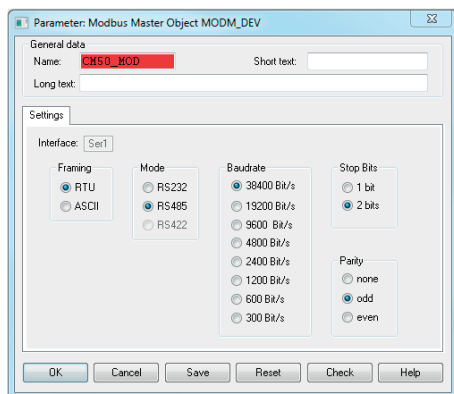 Parameter: Modbus Master Object MODM_DEV
General data
Name: CM50_MOD Short text:
Long text:
Settings
Interface: Ser1
Framing Mode Baudrate Stop Bits
RTU RS232 38400 Bit/s 1 bit
ASCII RS485 19200 Bit/s 2 bits
RS422 9600 Bit/s
4800 Bit/s
2400 Bit/s Parity
1200 Bit/s none
600 Bit/s odd
300 Bit/s even
OK Cancel Save Reset Check Help